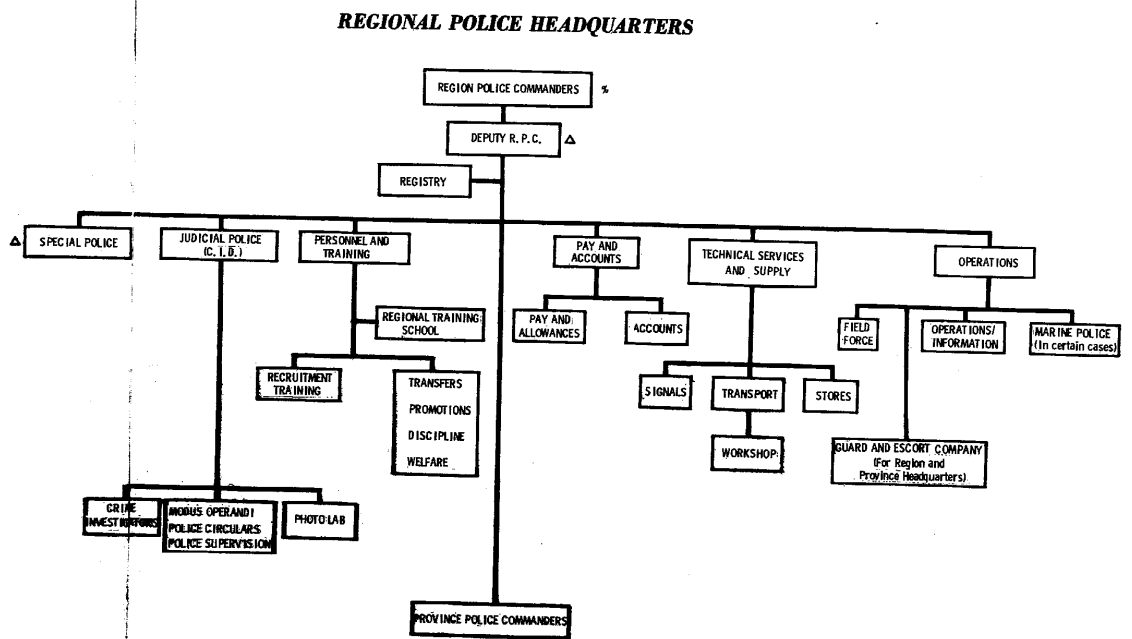 REGIONAL POLICE HEADQUARTERS
REGION POLICE COMMANDERS %
DEPUTY R. P. C. △
REGISTRY
△ SPECIAL POLICE
JUDICIAL POLICE
(C. I. D.)
PERSONNEL AND
TRAINING
PAY AND
ACCOUNTS
TECHNICAL SERVICES
AND SUPPLY
OPERATIONS
REGIONAL TRAINING
SCHOOL
PAY AND
ALLOWANCES
ACCOUNTS
FIELD
FORCE
OPERATIONS/
INFORMATION
MARINE POLICE
(In certain cases)
RECRUITMENT
TRAINING
TRANSFERS
PROMOTIONS
DISCIPLINE
WELFARE
SIGNALS
TRANSPORT
STORES
WORKSHOP
GUARD AND ESCORT COMPANY
(For Region and
Province Headquarters)
CRIME
INVESTIGATORS
MODUS OPERANDI
POLICE CIRCULARS
POLICE SUPERVISION
PHOTO LAB
PROVINCE POLICE COMMANDERS